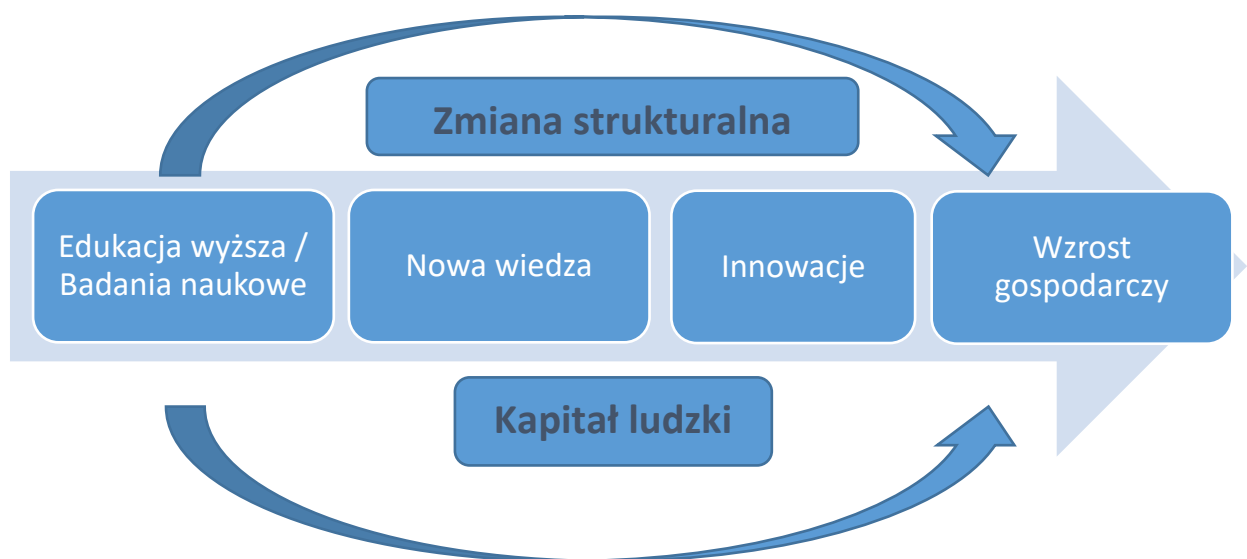 Zmiana strukturalna
Edukacja wyższa /
Badania naukowe
Nowa wiedza
Innowacje
Wzrost
gospodarczy
Kapitał ludzki